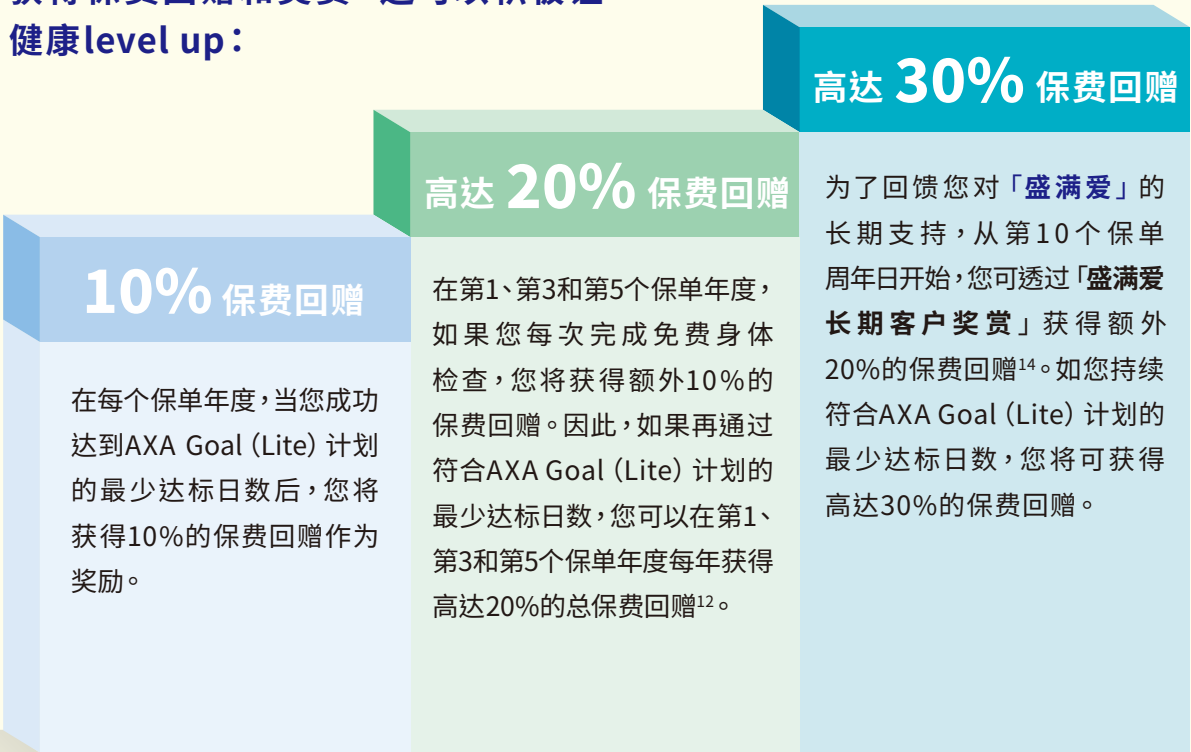 健康level up：
10% 保费回赠
在每个保单年度，当您成功
达到AXA Goal（Lite）计划
的最少达标日数后，您将
获得10%的保费回赠作为
奖励。
高达 20% 保费回赠
在第1、第3和第5个保单年度，
如果您每次完成免费身体
检查，您将获得额外10%的
保费回赠。因此，如果再通过
符合AXA Goal（Lite）计划的
最少达标日数，您可以在第1、
第3和第5个保单年度每年获得
高达20%的总保费回赠12。
高达 30% 保费回赠
为了回馈您对「盛满爱」的
长期支持，从第10个保单
周年日开始，您可透过「盛满爱
长期客户奖赏」获得额外
20%的保费回赠14。如您持续
符合AXA Goal（Lite）计划的
最少达标日数，您将可获得
高达30%的保费回赠。